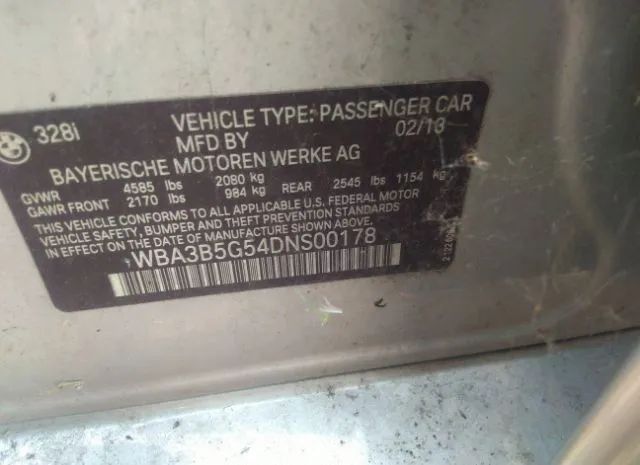 328i
VEHICLE TYPE: PASSENGER CAR
MFD BY 02/13
BAYERISCHE MOTOREN WERKE AG
GVWR 4585 lbs 2080 kg
GAWR FRONT 2170 lbs 984 kg REAR 2545 lbs 1154 kg
THIS VEHICLE CONFORMS TO ALL APPLICABLE U.S. FEDERAL MOTOR
VEHICLE SAFETY, BUMPER AND THEFT PREVENTION STANDARDS
IN EFFECT ON THE DATE OF MANUFACTURE SHOWN ABOVE.
WBA3B5G54DNS00178